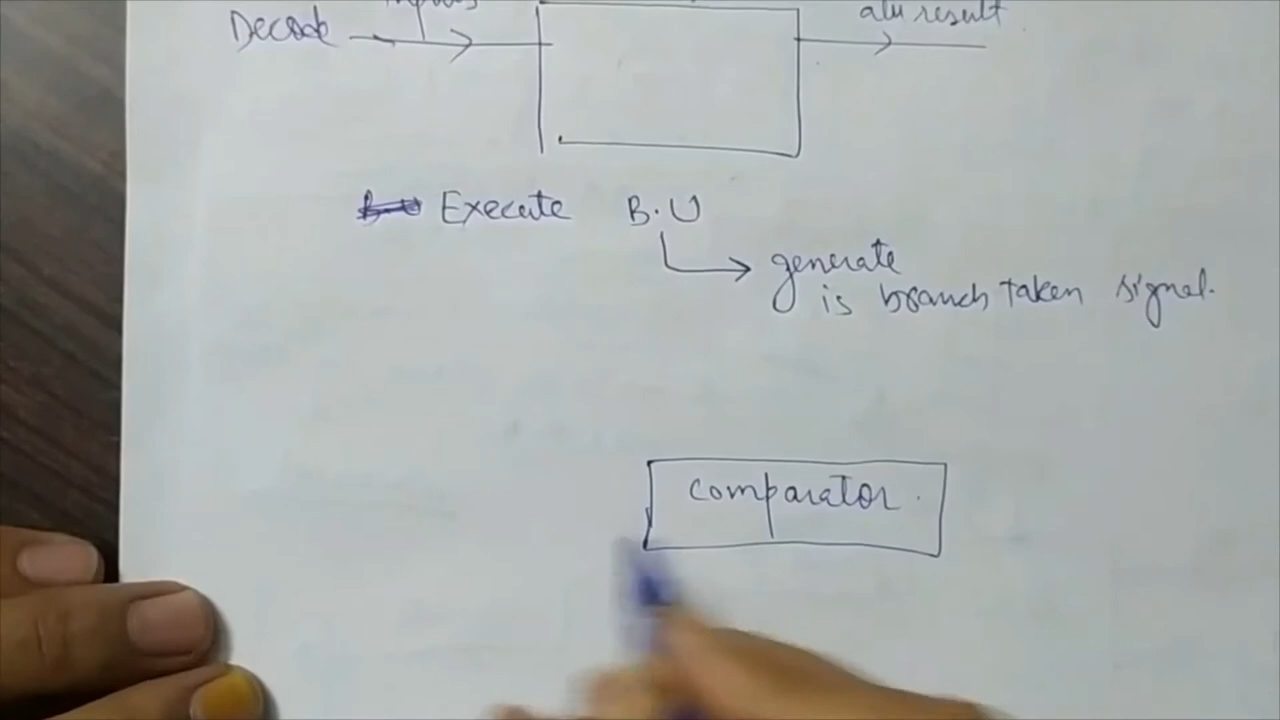 alu result
Decode
Execute B.U
generate
is branch taken signal.
comparator